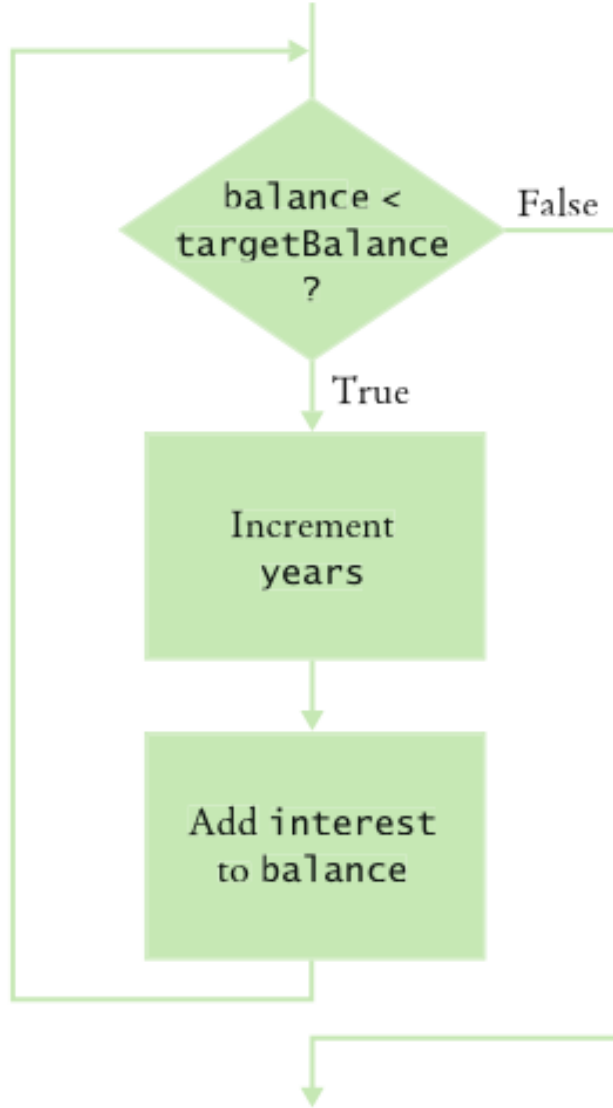 balance <
targetBalance
?
False
True
Increment
years
Add interest
to balance